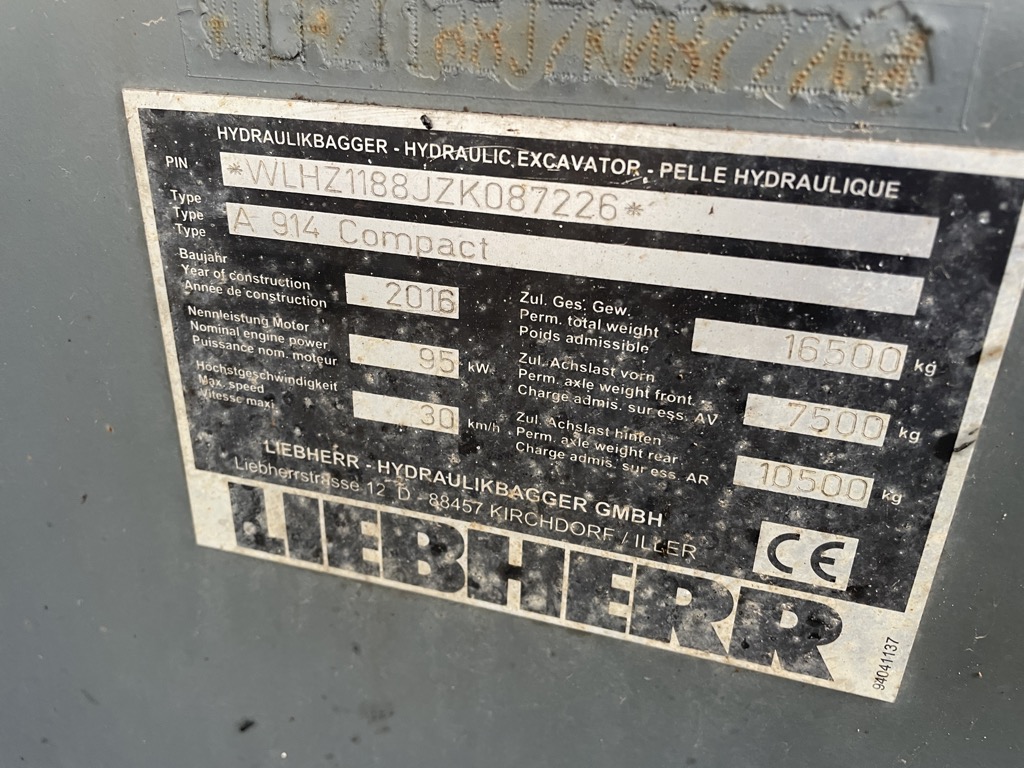 HYDRAULIKBAGGER - HYDRAULIC EXCAVATOR - PELLE HYDRAULIQUE
PIN *WLHZ1188JZK087226*
Type
Type A 914 Compact
Type
Baujahr
Year of construction 2016
Année de construction
Nennleistung Motor
Nominal engine power 95 kW
Puissance nom. moteur
Höchstgeschwindigkeit
Max. speed 30 km/h
Vitesse maxi
Zul. Ges. Gew.
Perm. total weight 16500 kg
Poids admissible
Zul. Achslast vorn
Perm. axle weight front 7500 kg
Charge admis. sur ess. AV
Zul. Achslast hinten
Perm. axle weight rear 10500 kg
Charge admis. sur ess. AR
LIEBHERR - HYDRAULIKBAGGER GMBH
Liebherrstrasse 12, D - 88457 KIRCHDORF / ILLER
CE
LIEBHERR
94041137